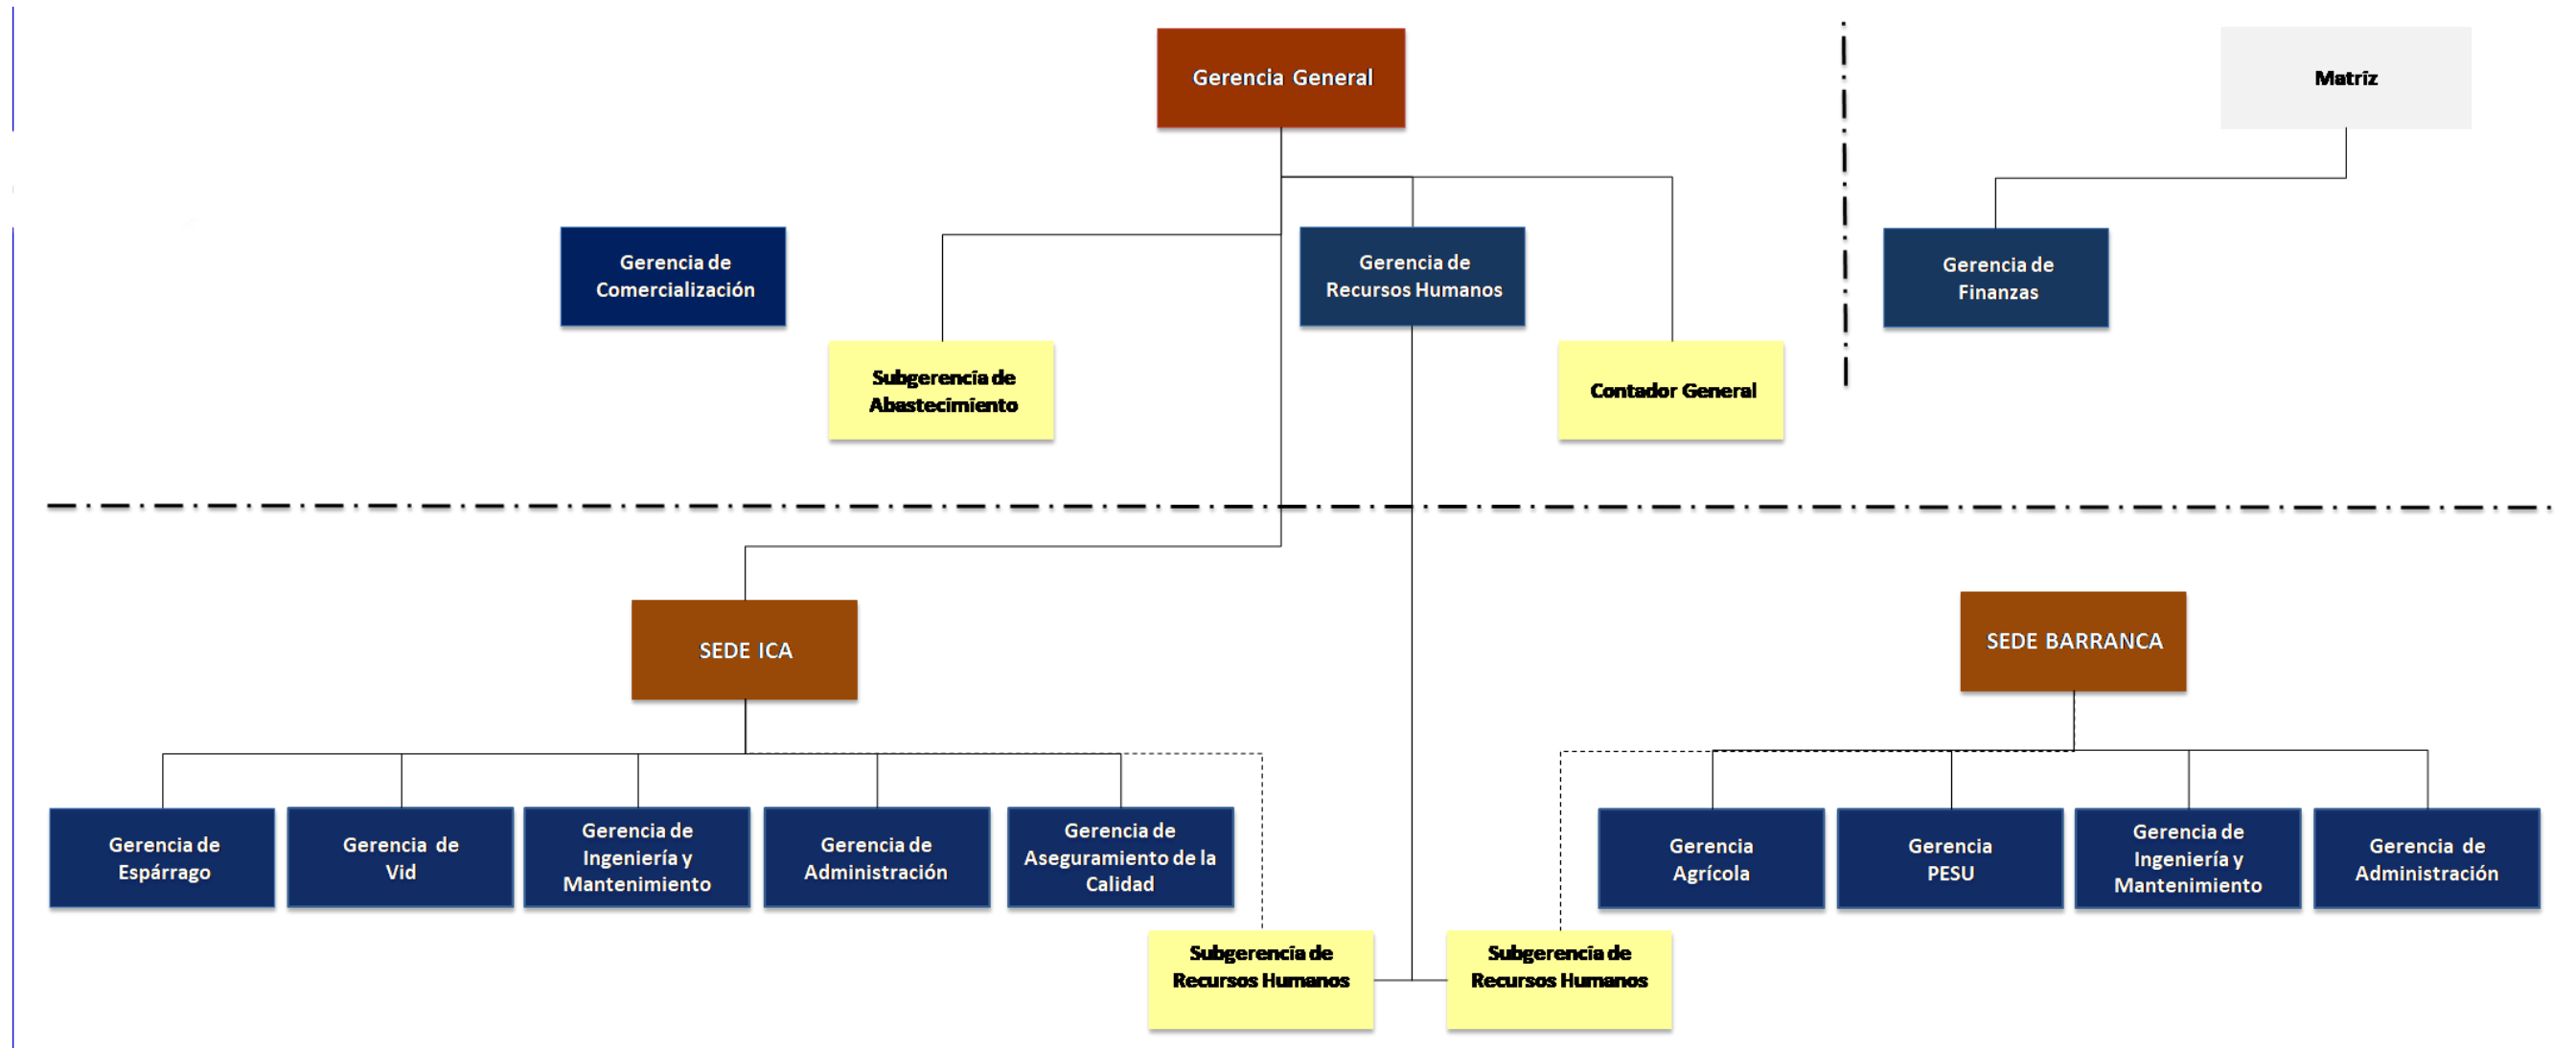 Gerencia General
Matríz
Gerencia de
Comercialización
Gerencia de
Recursos Humanos
Gerencia de
Finanzas
Subgerencia de
Abastecimiento
Contador General
SEDE ICA
SEDE BARRANCA
Gerencia de
Espárrago
Gerencia de
Vid
Gerencia de
Ingeniería y
Mantenimiento
Gerencia de
Administración
Gerencia de
Aseguramiento de la
Calidad
Gerencia
Agrícola
Gerencia
PESU
Gerencia de
Ingeniería y
Mantenimiento
Gerencia de
Administración
Subgerencia de
Recursos Humanos
Subgerencia de
Recursos Humanos